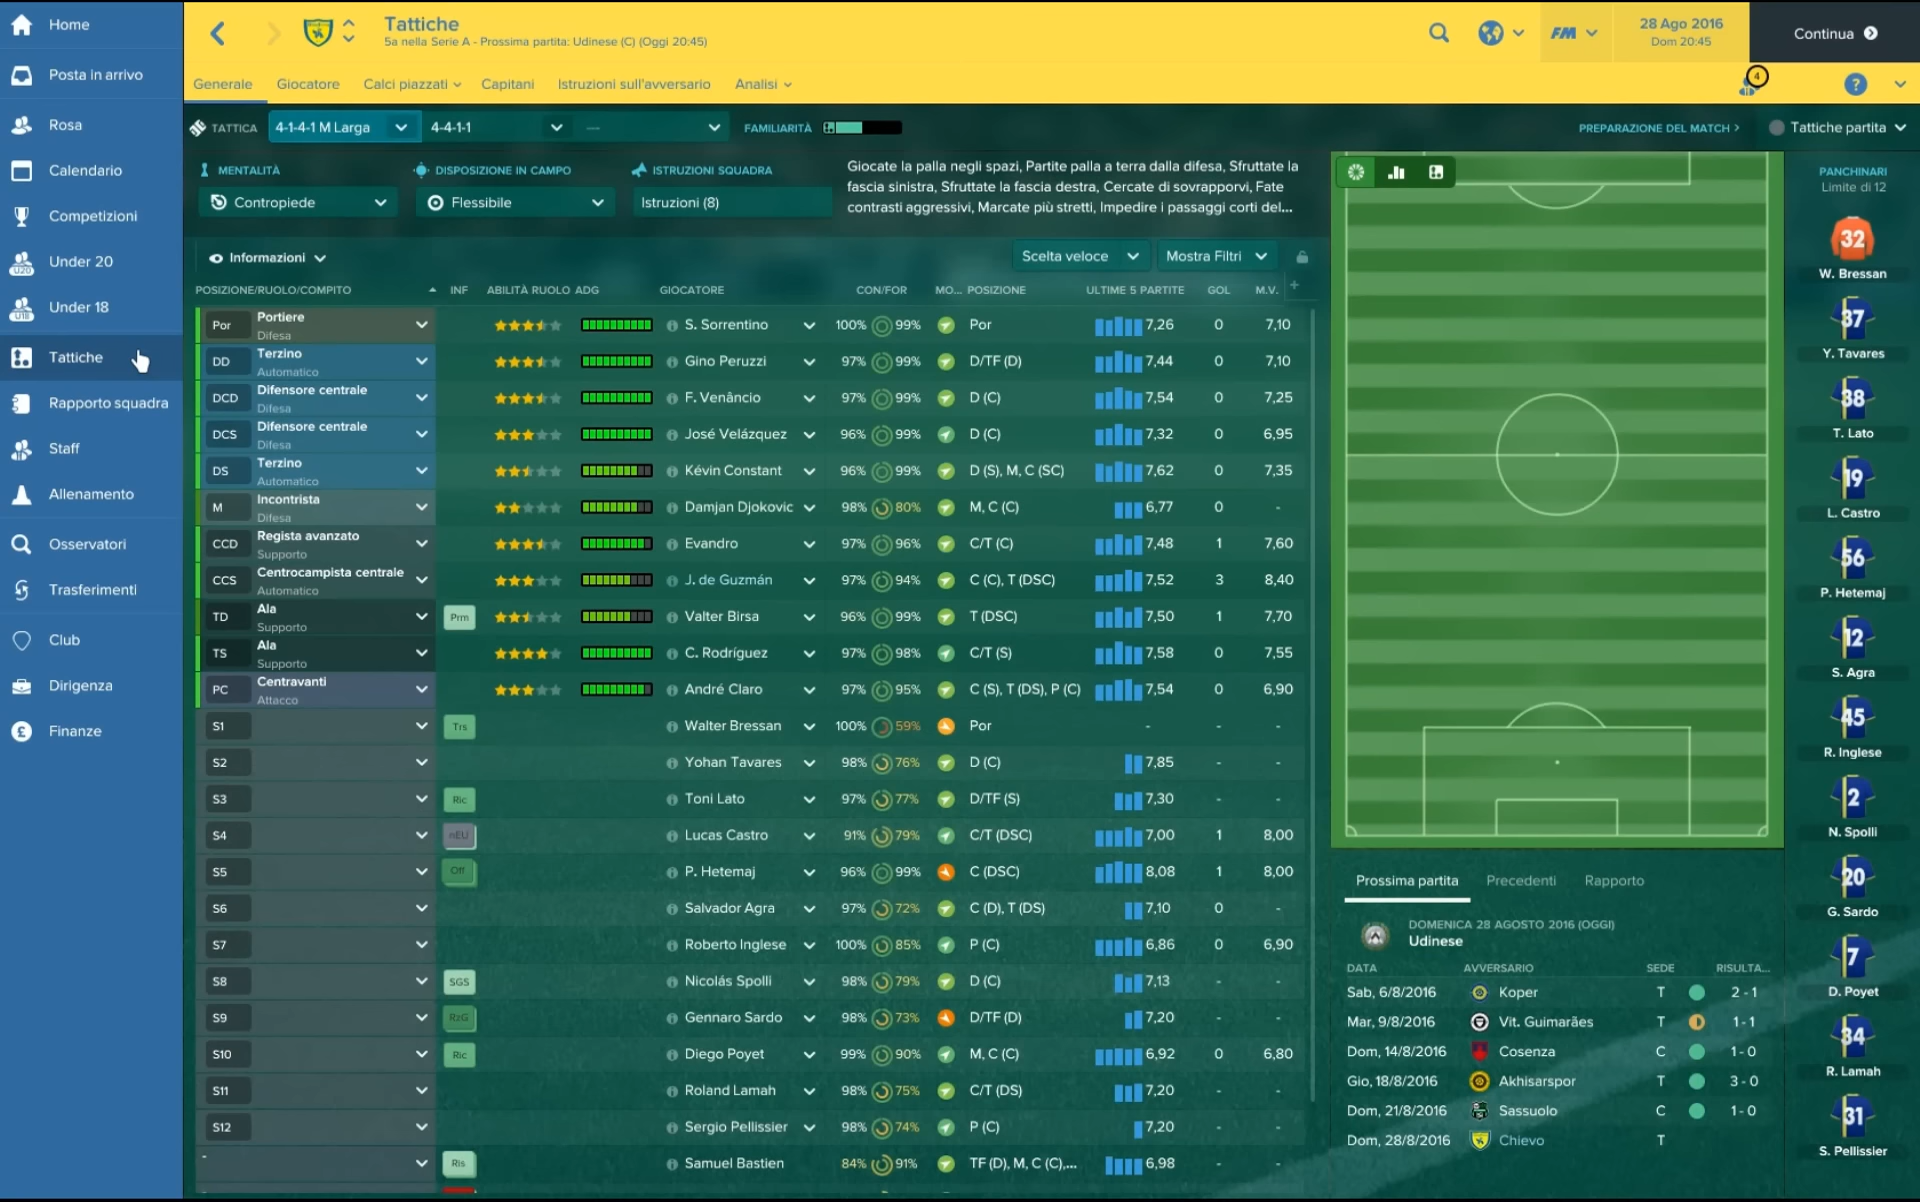 Home
Posta in arrivo
Rosa
Calendario
Competizioni
Under 20
Under 18
Tattiche
Rapporto squadra
Staff
Allenamento
Osservatori
Trasferimenti
Club
Dirigenza
Finanze
Tattiche
5a nella Serie A - Prossima partita: Udinese (C) (Oggi 20:45)
FM
28 Ago 2016
Dom 20:45
Continua
Generale Giocatore Calci piazzati Capitani Istruzioni sull'avversario Analisi
4
?
TATTICA 4-1-4-1 M Larga 4-4-1-1 --- FAMILIARITÀ PREPARAZIONE DEL MATCH > Tattiche partita
MENTALITÀ DISPOSIZIONE IN CAMPO ISTRUZIONI SQUADRA
Contropiede Flessibile Istruzioni (8)
Giocate la palla negli spazi, Partite palla a terra dalla difesa, Sfruttate la
fascia sinistra, Sfruttate la fascia destra, Cercate di sovrapporvi, Fate
contrasti aggressivi, Marcate più stretti, Impedire i passaggi corti del...
Informazioni Scelta veloce Mostra Filtri
POSIZIONE/RUOLO/COMPITO INF ABILITÀ RUOLO ADG GIOCATORE CON/FOR MO... POSIZIONE ULTIME 5 PARTITE GOL M.V. +
Por Portiere Difesa S. Sorrentino 100% 99% Por 7,26 0 7,10
DD Terzino Automatico Gino Peruzzi 97% 99% D/TF (D) 7,44 0 7,10
DCD Difensore centrale Difesa F. Venâncio 97% 99% D (C) 7,54 0 7,25
DCS Difensore centrale Difesa José Velázquez 96% 99% D (C) 7,32 0 6,95
DS Terzino Automatico Kévin Constant 96% 99% D (S), M, C (SC) 7,62 0 7,35
M Incontrista Difesa Damjan Djokovic 98% 80% M, C (C) 6,77 0 -
CCD Regista avanzato Supporto Evandro 97% 96% C/T (C) 7,48 1 7,60
CCS Centrocampista centrale Automatico J. de Guzmán 97% 94% C (C), T (DSC) 7,52 3 8,40
TD Ala Supporto Prm Valter Birsa 96% 99% T (DSC) 7,50 1 7,70
TS Ala Supporto C. Rodríguez 97% 98% C/T (S) 7,58 0 7,55
PC Centravanti Attacco André Claro 97% 95% C (S), T (DS), P (C) 7,54 0 6,90
S1 Trs Walter Bressan 100% 59% Por - - -
S2 Yohan Tavares 98% 76% D (C) 7,85 - -
S3 Ric Toni Lato 97% 77% D/TF (S) 7,30 - -
S4 nEU Lucas Castro 91% 79% C/T (DSC) 7,00 1 8,00
S5 Off P. Hetemaj 96% 99% C (DSC) 8,08 1 8,00
S6 Salvador Agra 97% 72% C (D), T (DS) 7,10 0 -
S7 Roberto Inglese 100% 85% P (C) 6,86 0 6,90
S8 SGS Nicolás Spolli 98% 79% D (C) 7,13 - -
S9 RzG Gennaro Sardo 98% 73% D/TF (D) 7,20 - -
S10 Ric Diego Poyet 99% 90% M, C (C) 6,92 0 6,80
S11 Roland Lamah 98% 75% C/T (DS) 7,20 - -
S12 Sergio Pellissier 98% 74% P (C) 7,20 - -
- Ris Samuel Bastien 84% 91% TF (D), M, C (C),... 6,98 - -
Prossima partita Precedenti Rapporto
DOMENICA 28 AGOSTO 2016 (OGGI)
Udinese
DATA AVVERSARIO SEDE RISULTA...
Sab, 6/8/2016 Koper T 2 - 1
Mar, 9/8/2016 Vit. Guimarães T 1 - 1
Dom, 14/8/2016 Cosenza C 1 - 0
Gio, 18/8/2016 Akhisarspor T 3 - 0
Dom, 21/8/2016 Sassuolo C 1 - 0
Dom, 28/8/2016 Chievo T
PANCHINARI
Limite di 12
32
W. Bressan
37
Y. Tavares
38
T. Lato
19
L. Castro
56
P. Hetemaj
12
S. Agra
45
R. Inglese
2
N. Spolli
20
G. Sardo
7
D. Poyet
34
R. Lamah
31
S. Pellissier